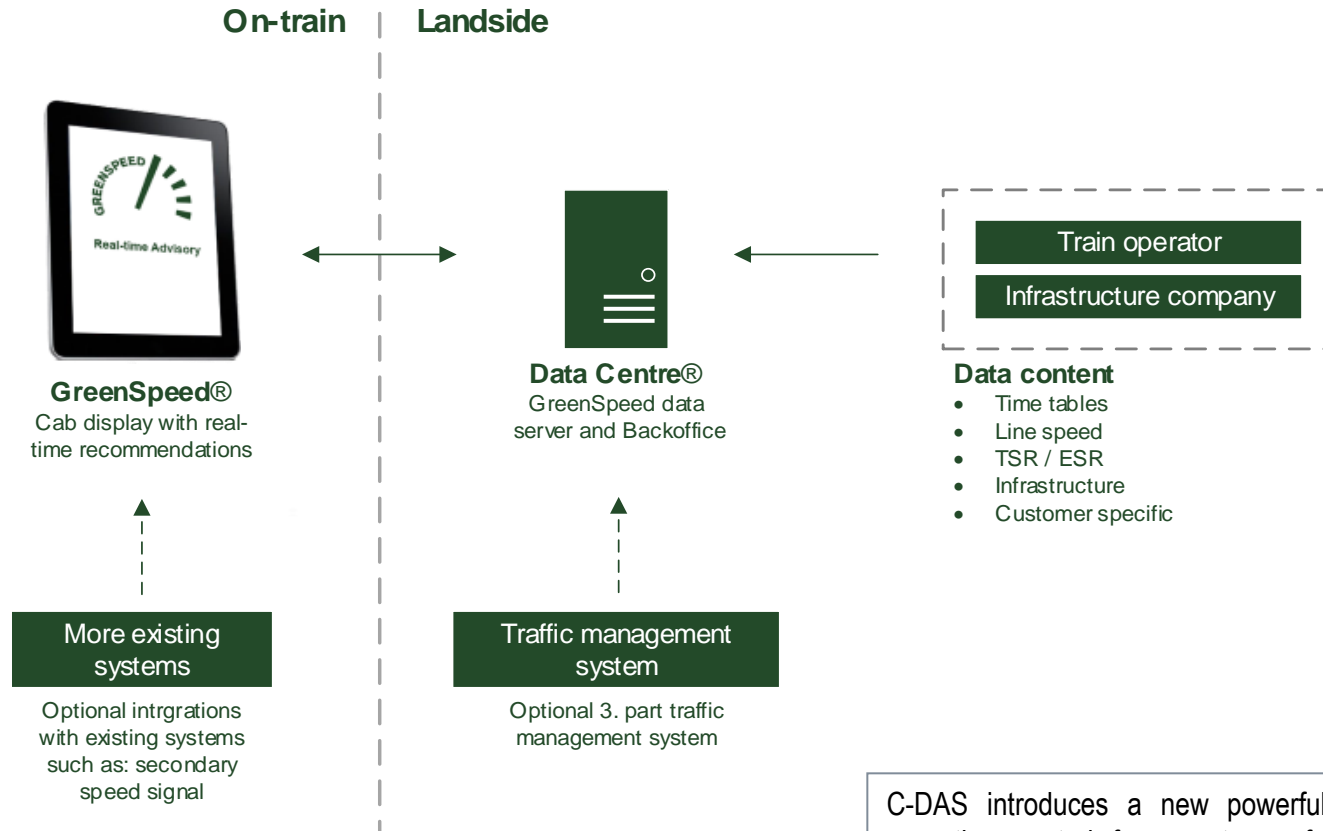 On-train
Landside
GREENSPEED
Real-time Advisory
GreenSpeed®
Cab display with real-
time recommendations
More existing
systems
Optional intrgrations
with existing systems
such as: secondary
speed signal
Data Centre®
GreenSpeed data
server and Backoffice
Traffic management
system
Optional 3. part traffic
management system
Train operator
Infrastructure company
Data content
• Time tables
• Line speed
• TSR / ESR
• Infrastructure
• Customer specific
C-DAS introduces a new powerful